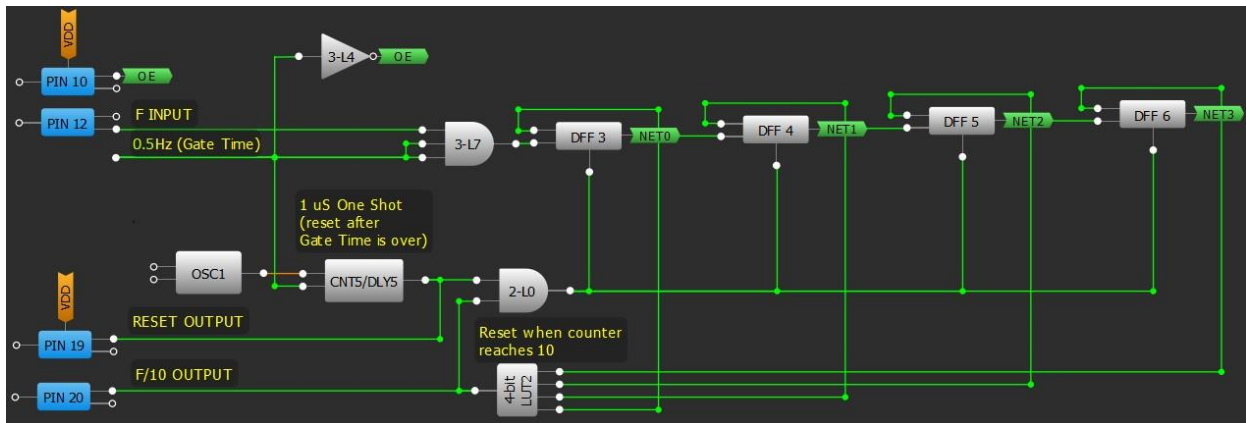 VDD
PIN 10
OE
3-L4
OE
PIN 12
F INPUT
0.5Hz (Gate Time)
3-L7
DFF 3
NET0
DFF 4
NET1
DFF 5
NET2
DFF 6
NET3
1 uS One Shot
(reset after
Gate Time is over)
OSC1
CNT5/DLY5
2-L0
VDD
PIN 19
RESET OUTPUT
Reset when counter
reaches 10
PIN 20
F/10 OUTPUT
4-bit
LUT2